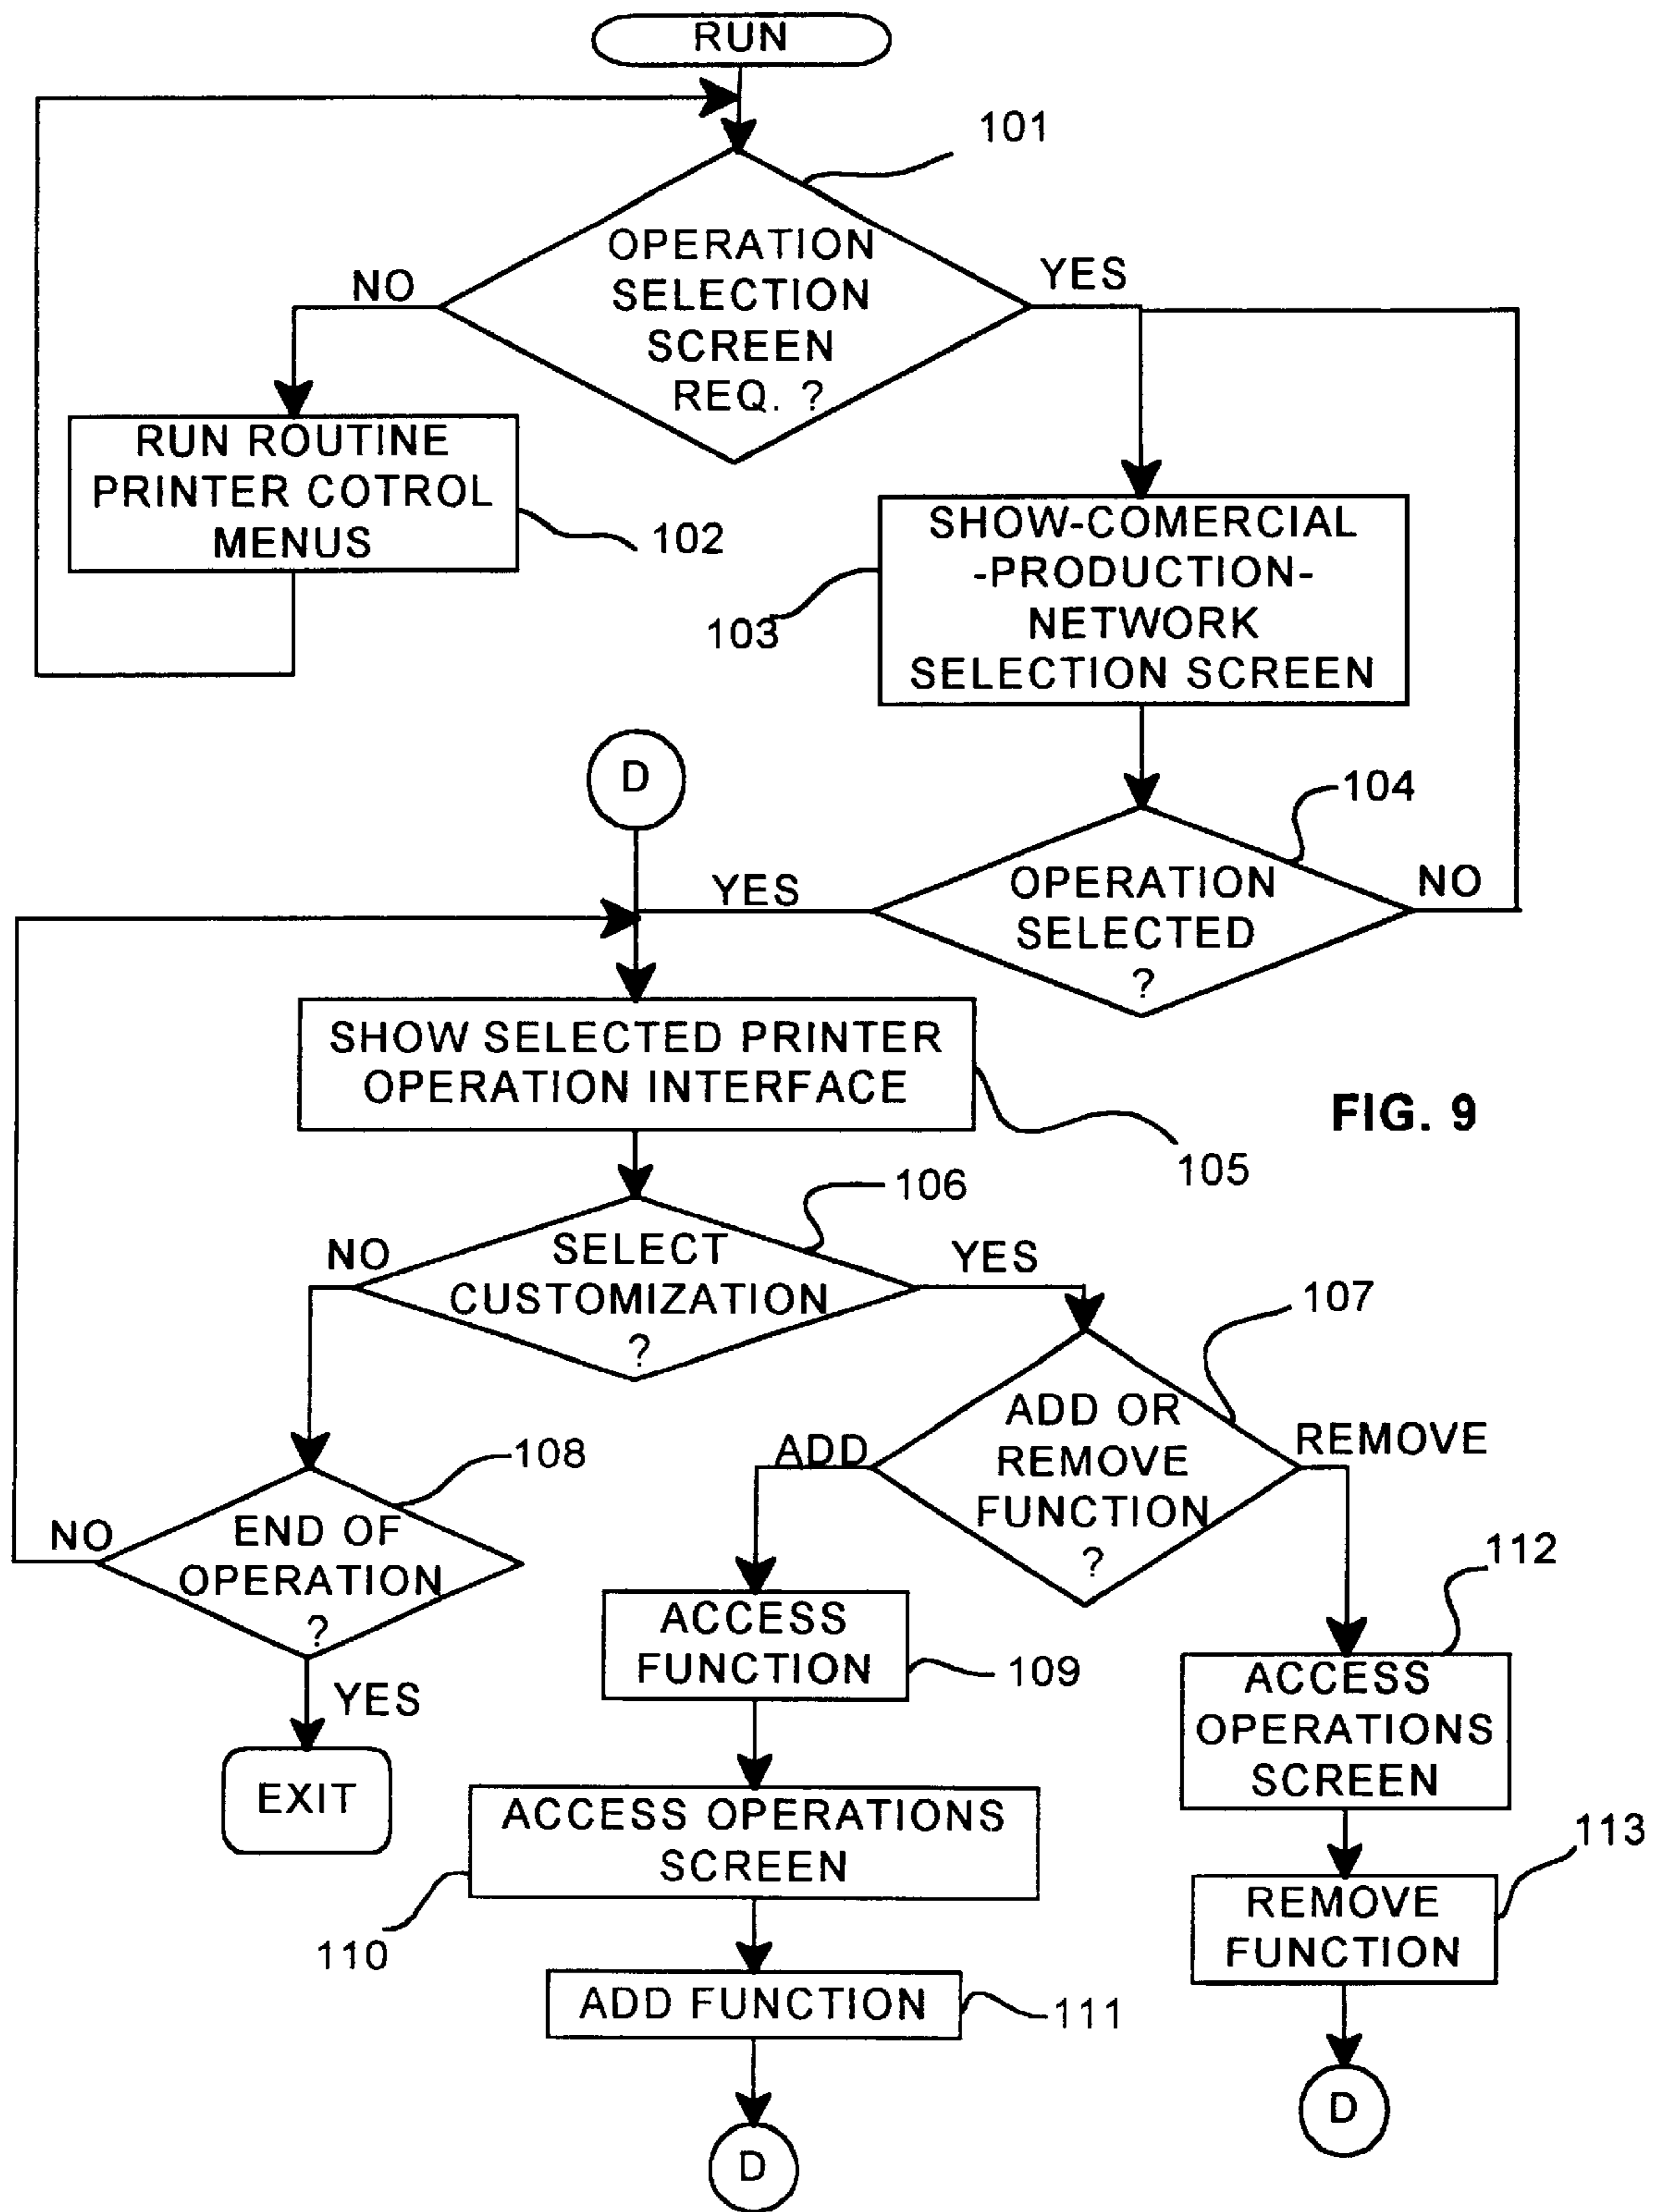 RUN
101
OPERATION
SELECTION
SCREEN
REQ. ?
NO
YES
RUN ROUTINE
PRINTER COTROL
MENUS
102
SHOW-COMERCIAL
-PRODUCTION-
NETWORK
SELECTION SCREEN
103
D
104
OPERATION
SELECTED
?
YES
NO
SHOW SELECTED PRINTER
OPERATION INTERFACE
FIG. 9
105
106
SELECT
CUSTOMIZATION
?
NO
YES
107
ADD OR
REMOVE
FUNCTION
?
ADD
REMOVE
108
END OF
OPERATION
?
NO
YES
EXIT
ACCESS
FUNCTION
109
112
ACCESS
OPERATIONS
SCREEN
ACCESS OPERATIONS
SCREEN
110
113
REMOVE
FUNCTION
ADD FUNCTION
111
D
D